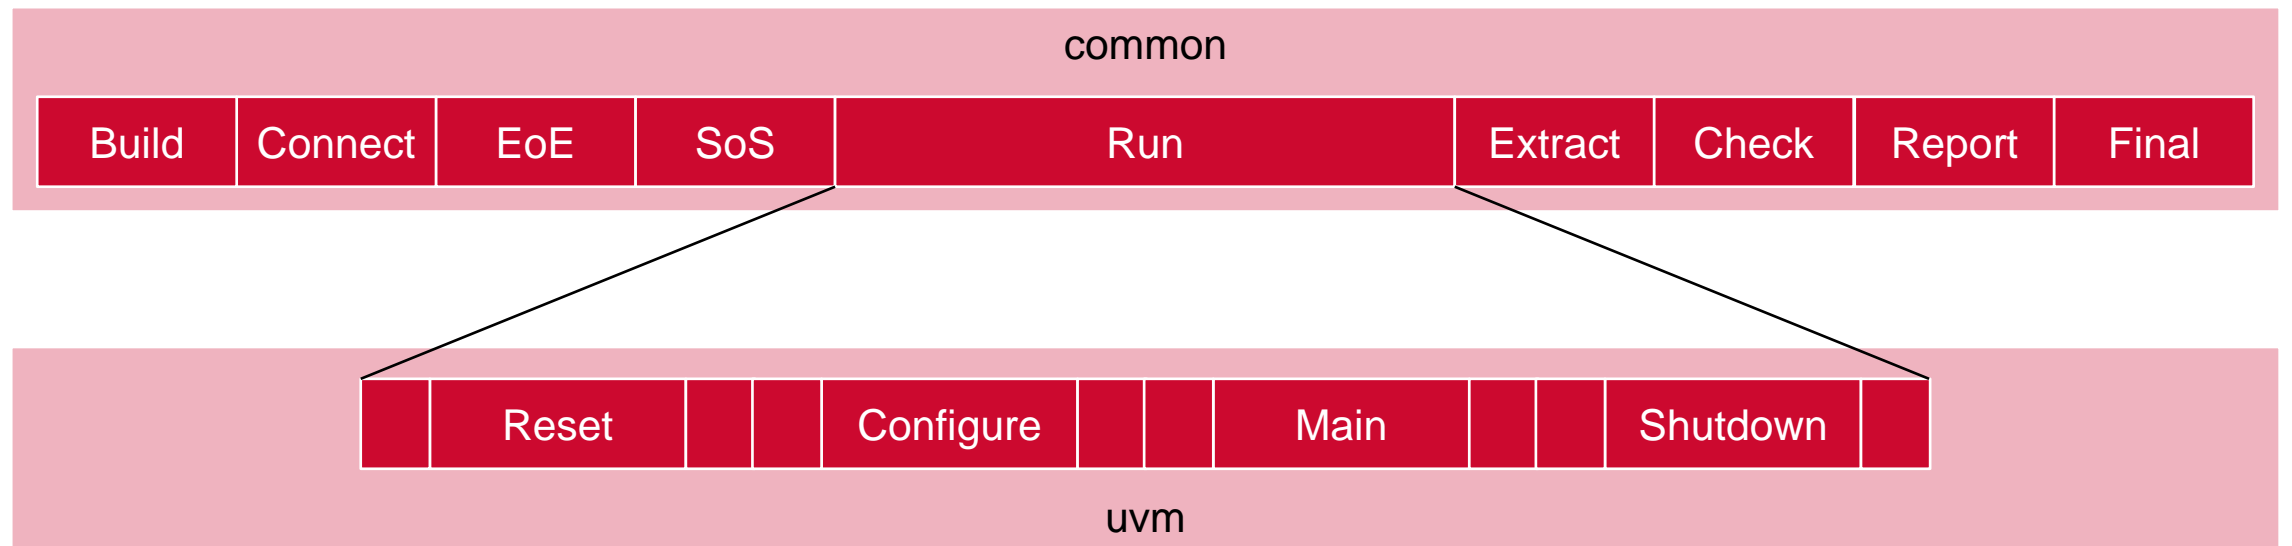 common
Build Connect EoE SoS Run Extract Check Report Final
Reset Configure Main Shutdown
uvm